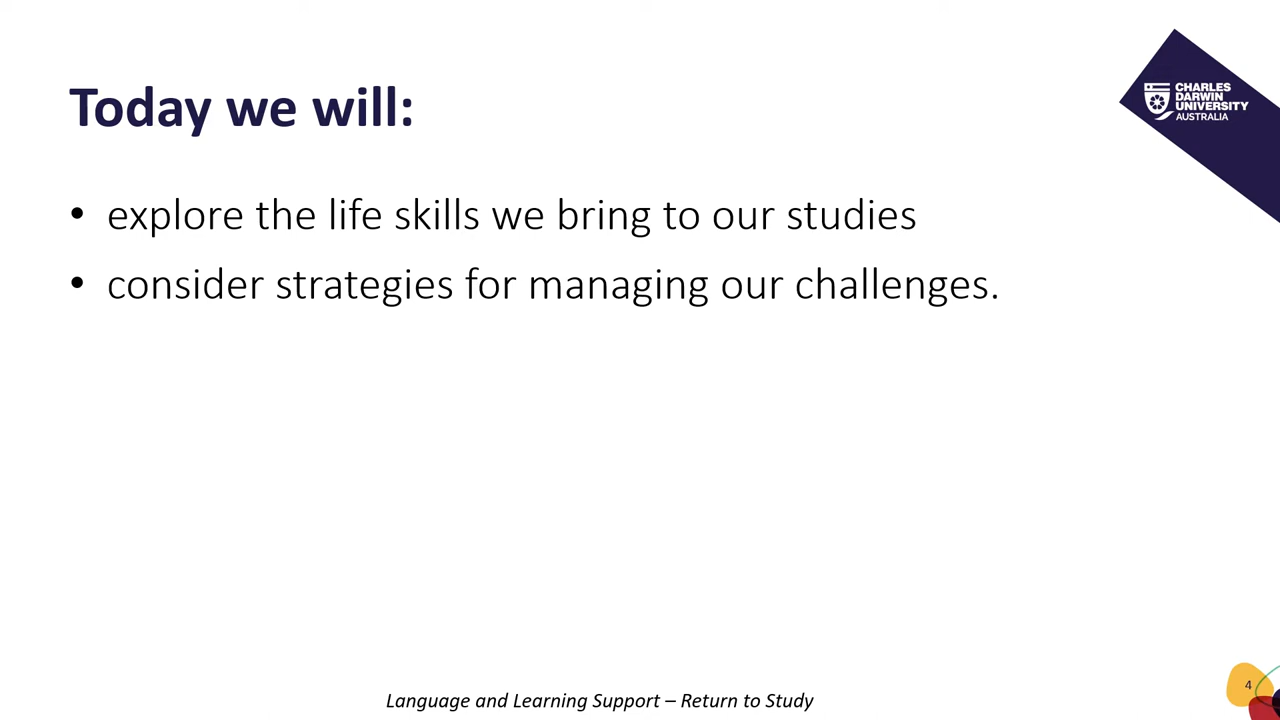 Today we will:
• explore the life skills we bring to our studies
• consider strategies for managing our challenges.
CHARLES
DARWIN
UNIVERSITY
AUSTRALIA
Language and Learning Support – Return to Study
4